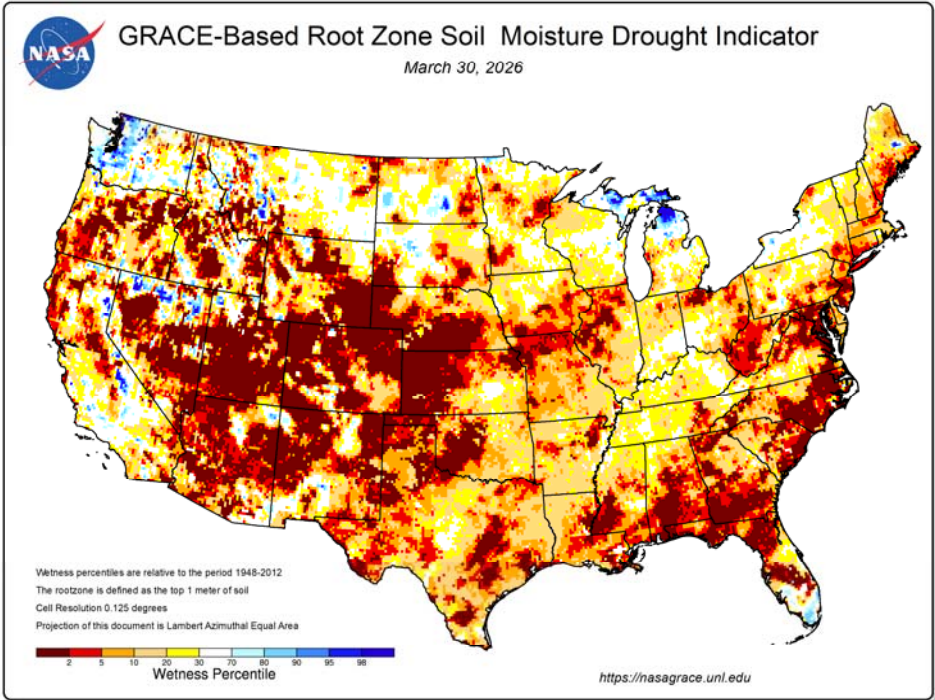 NASA
GRACE-Based Root Zone Soil Moisture Drought Indicator
March 30, 2026
Wetness percentiles are relative to the period 1948-2012
The rootzone is defined as the top 1 meter of soil
Cell Resolution 0.125 degrees
Projection of this document is Lambert Azimuthal Equal Area
2 5 10 20 30 70 80 90 95 98
Wetness Percentile
https://nasagrace.unl.edu